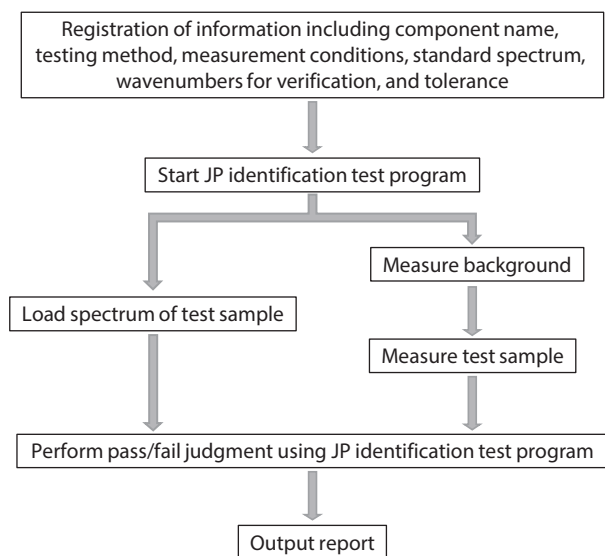 Registration of information including component name,
testing method, measurement conditions, standard spectrum,
wavenumbers for verification, and tolerance
Start JP identification test program
Measure background
Load spectrum of test sample
Measure test sample
Perform pass/fail judgment using JP identification test program
Output report